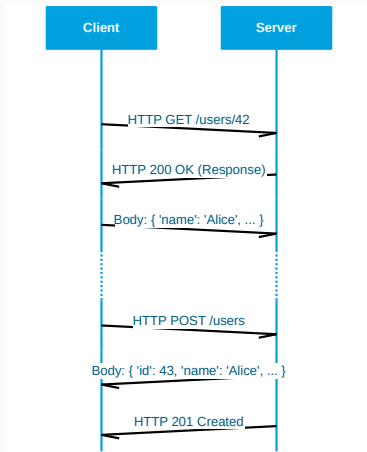 Client
Server
HTTP GET /users/42
HTTP 200 OK (Response)
Body: { 'name': 'Alice', ... }
HTTP POST /users
Body: { 'id': 43, 'name': 'Alice', ... }
HTTP 201 Created